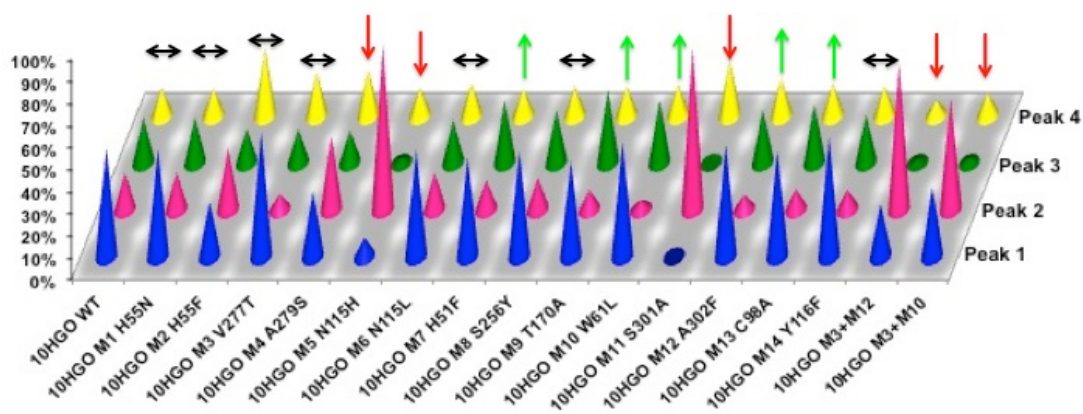 100%
90%
80%
70%
60%
50%
40%
30%
20%
10%
0%
Peak 4
Peak 3
Peak 2
Peak 1
10HGO WT
10HGO M1 H55N
10HGO M2 H55F
10HGO M3 V277T
10HGO M4 A279S
10HGO M5 N115H
10HGO M6 N115L
10HGO M7 H51F
10HGO M8 S256Y
10HGO M9 T170A
10HGO M10 W61L
10HGO M11 S301A
10HGO M12 A302F
10HGO M13 C98A
10HGO M14 Y116F
10HGO M3+M12
10HGO M3+M10